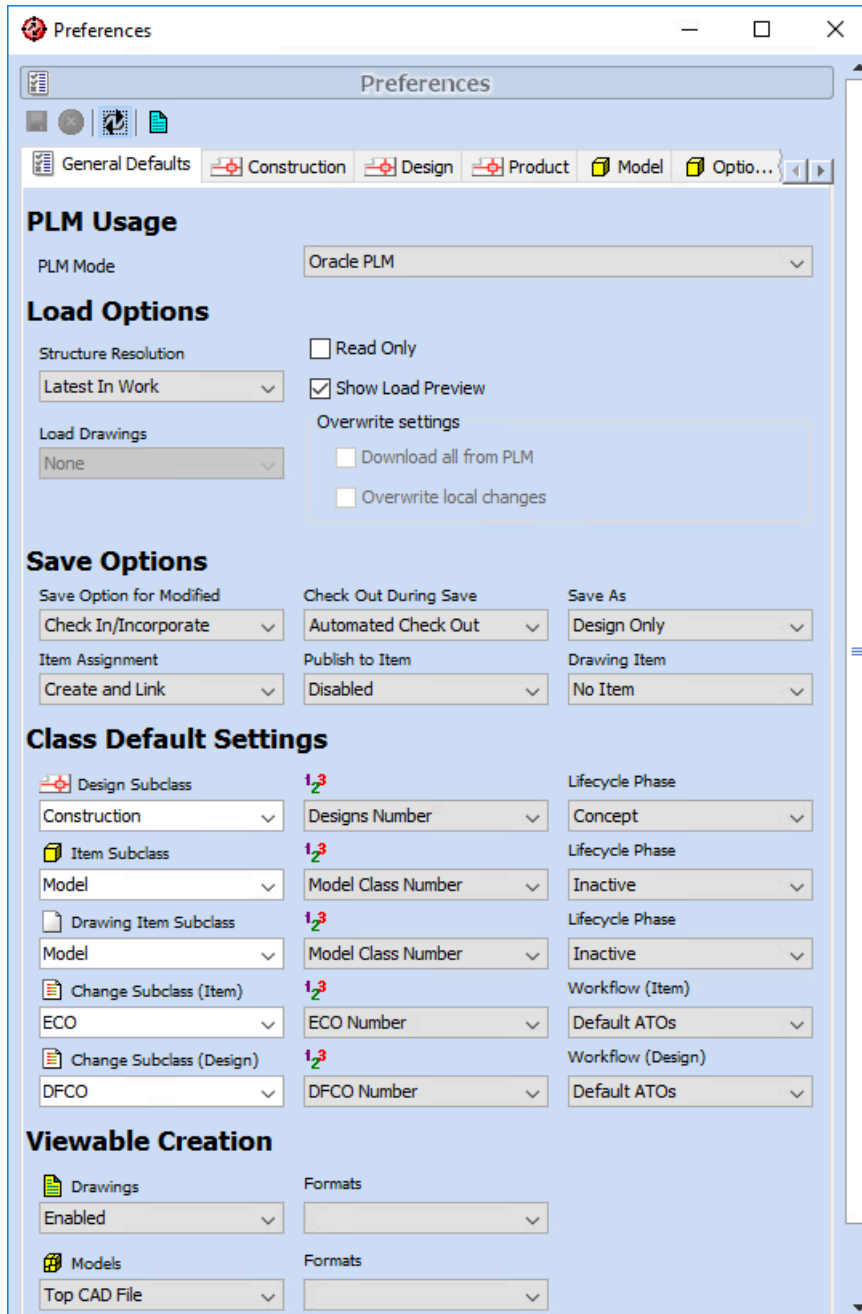 Preferences
Preferences
General Defaults Construction Design Product Model Optio...
PLM Usage
PLM Mode Oracle PLM
Load Options
Structure Resolution Read Only
Latest In Work Show Load Preview
Load Drawings Overwrite settings
None Download all from PLM
Overwrite local changes
Save Options
Save Option for Modified Check Out During Save Save As
Check In/Incorporate Automated Check Out Design Only
Item Assignment Publish to Item Drawing Item
Create and Link Disabled No Item
Class Default Settings
Design Subclass 123 Lifecycle Phase
Construction Designs Number Concept
Item Subclass 123 Lifecycle Phase
Model Model Class Number Inactive
Drawing Item Subclass 123 Lifecycle Phase
Model Model Class Number Inactive
Change Subclass (Item) 123 Workflow (Item)
ECO ECO Number Default ATOs
Change Subclass (Design) 123 Workflow (Design)
DFCO DFCO Number Default ATOs
Viewable Creation
Drawings Formats
Enabled
Models Formats
Top CAD File